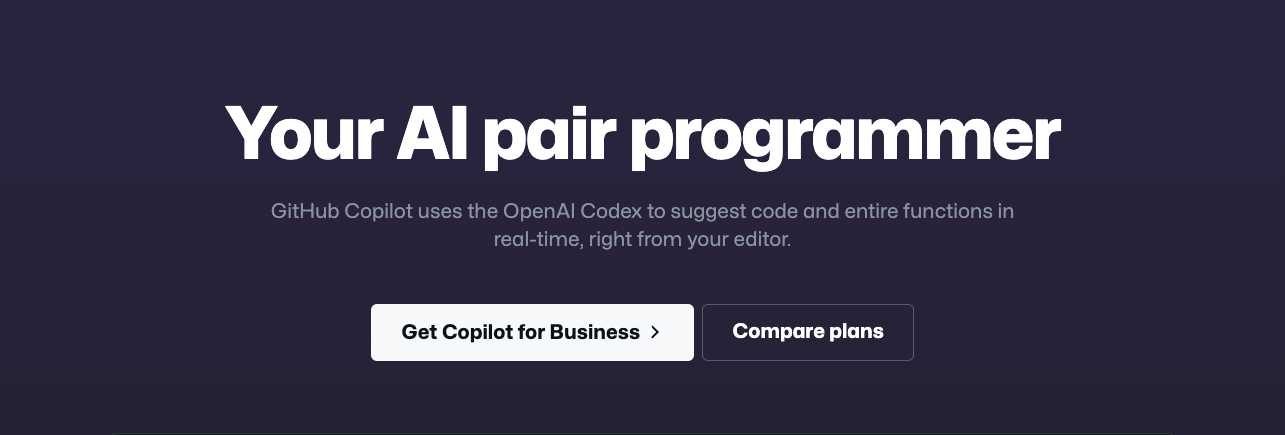 Your AI pair programmer
GitHub Copilot uses the OpenAI Codex to suggest code and entire functions in
real-time, right from your editor.
Get Copilot for Business
Compare plans